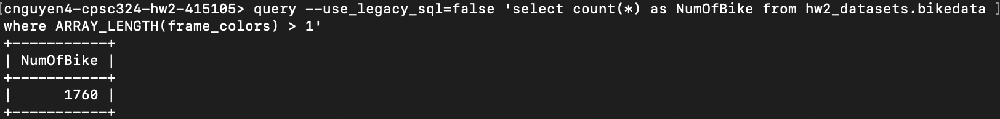 [cnguyen4-cpsc324-hw2-415105> query --use_legacy_sql=false 'select count(*) as NumOfBike from hw2_datasets.bikedata ]
where ARRAY_LENGTH(frame_colors) > 1'
+-----------+
| NumOfBike |
+-----------+
|      1760 |
+-----------+